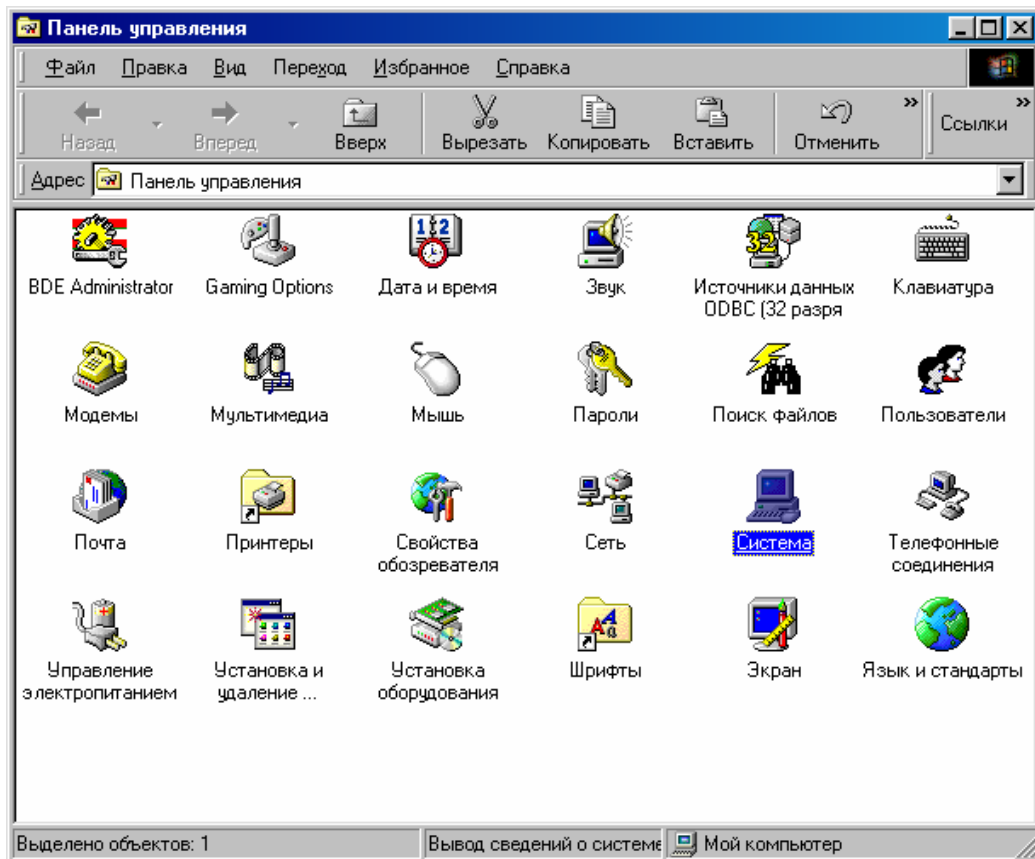 Панель управления
Файл Правка Вид Переход Избранное Справка
Назад Вперед Вверх Вырезать Копировать Вставить Отменить » Ссылки »
Адрес Панель управления
BDE Administrator Gaming Options Дата и время Звук Источники данных ODBC (32 разря Клавиатура
Модемы Мультимедиа Мышь Пароли Поиск файлов Пользователи
Почта Принтеры Свойства обозревателя Сеть Система Телефонные соединения
Управление электропитанием Установка и удаление ... Установка оборудования Шрифты Экран Язык и стандарты
Выделено объектов: 1 Вывод сведений о системе Мой компьютер